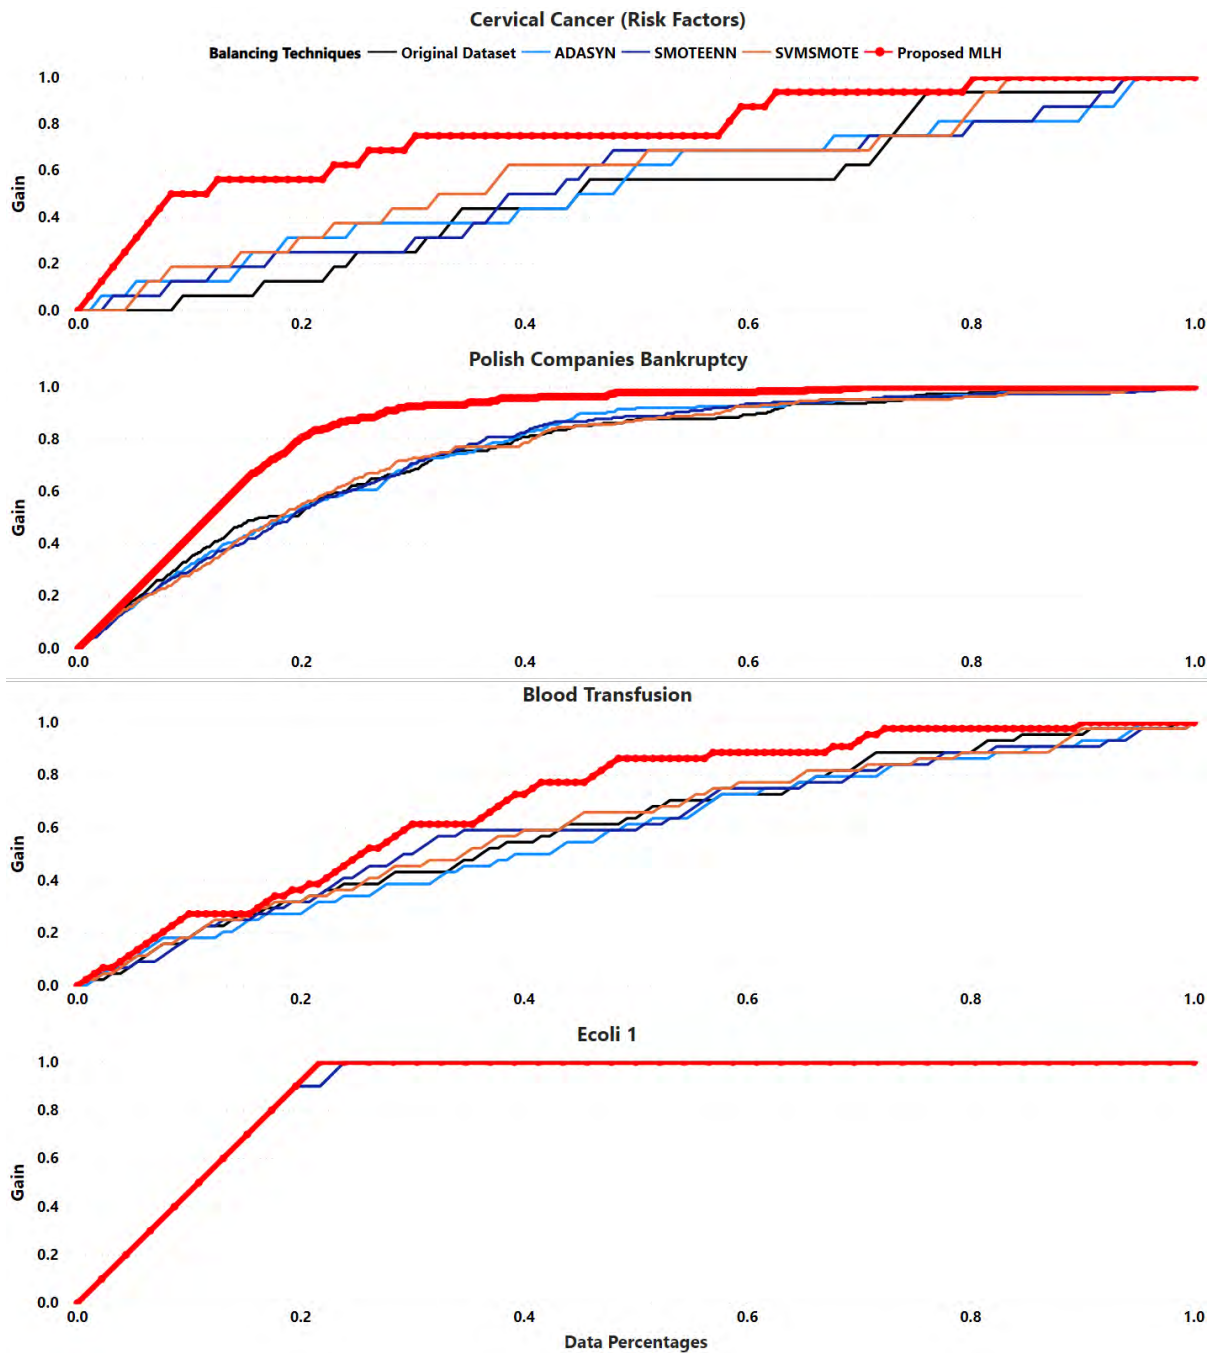 Cervical Cancer (Risk Factors)
Balancing Techniques Original Dataset ADASYN SMOTEENN SVMSMOTE Proposed MLH
1.0
0.8
0.6
0.4
0.2
0.0
Gain
0.0 0.2 0.4 0.6 0.8 1.0
Polish Companies Bankruptcy
1.0
0.8
0.6
0.4
0.2
0.0
Gain
0.0 0.2 0.4 0.6 0.8 1.0
Blood Transfusion
1.0
0.8
0.6
0.4
0.2
0.0
Gain
0.0 0.2 0.4 0.6 0.8 1.0
Ecoli 1
1.0
0.8
0.6
0.4
0.2
0.0
Gain
0.0 0.2 0.4 0.6 0.8 1.0
Data Percentages